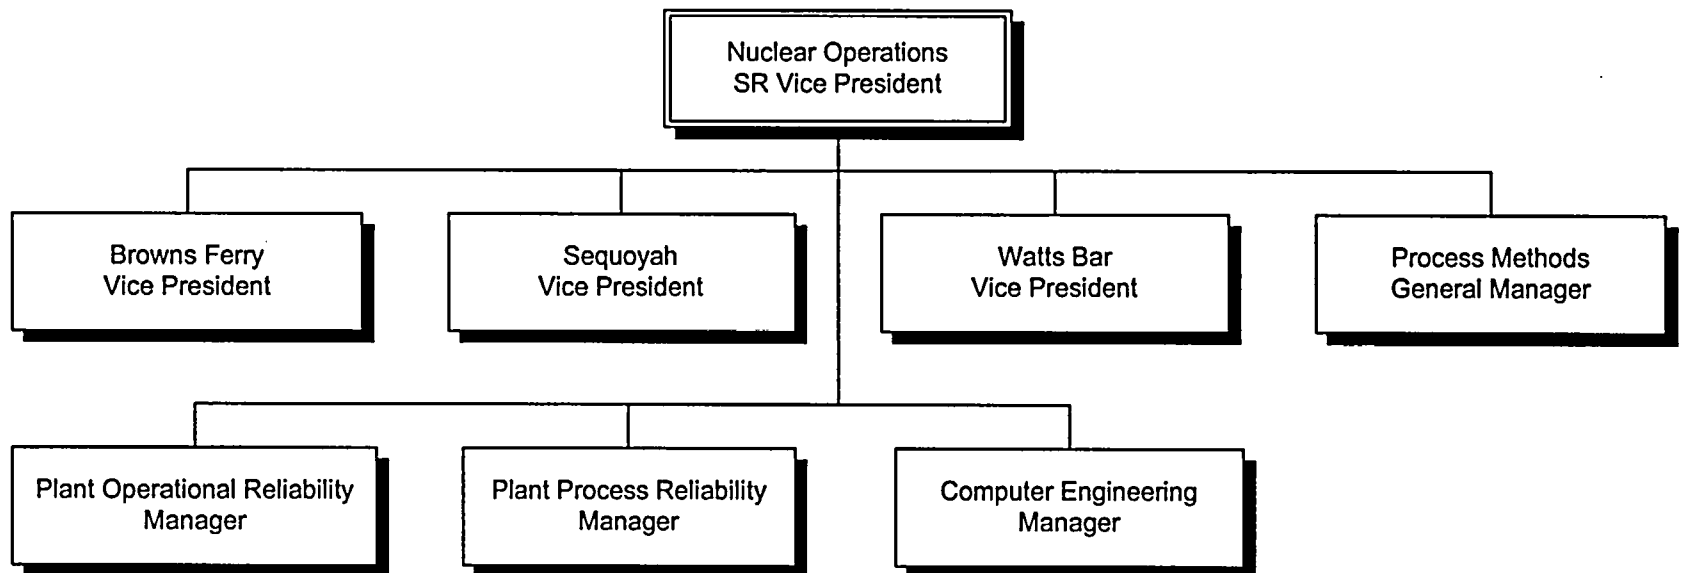 Nuclear Operations
SR Vice President
Browns Ferry
Vice President
Sequoyah
Vice President
Watts Bar
Vice President
Process Methods
General Manager
Plant Operational Reliability
Manager
Plant Process Reliability
Manager
Computer Engineering
Manager